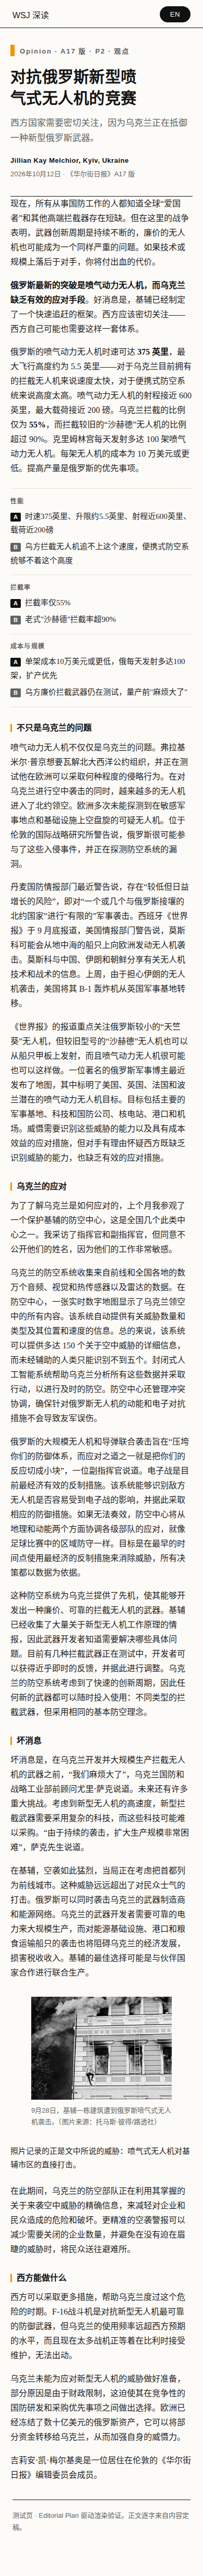 WSJ 深读
EN
Opinion · A17 版 · P2 · 观点
对抗俄罗斯新型喷
气式无人机的竞赛
西方国家需要密切关注，因为乌克兰正在抵御
一种新型俄罗斯武器。
Jillian Kay Melchior, Kyiv, Ukraine
2026年10月12日 · 《华尔街日报》A17 版
现在，所有从事国防工作的人都知道全球“爱国
者”和其他高端拦截器存在短缺。但在这里的战争
表明，武器创新周期是持续不断的，廉价的无人
机也可能成为一个同样严重的问题。如果技术或
规模上落后于对手，你将付出血的代价。
俄罗斯最新的突破是喷气动力无人机，而乌克兰
缺乏有效的应对手段。好消息是，基辅已经制定
了一个快速追赶的框架。西方应该密切关注——
西方自己可能也需要这样一套体系。
俄罗斯的喷气动力无人机时速可达 375 英里，最
大飞行高度约为 5.5 英里——对于乌克兰目前拥有
的拦截无人机来说速度太快，对于便携式防空系
统来说高度太高。喷气动力无人机的射程接近 600
英里，最大载荷接近 200 磅。乌克兰拦截的比例
仅为 55%，而拦截较旧的“沙赫德”无人机的比例
超过 90%。克里姆林宫每天发射多达 100 架喷气
动力无人机。每架无人机的成本为 10 万美元或更
低。提高产量是俄罗斯的优先事项。
性能
A 时速375英里、升限约5.5英里、射程近600英里、
载荷近200磅
B 乌方拦截无人机追不上这个速度，便携式防空系
统够不着这个高度
拦截率
A 拦截率仅55%
B 老式“沙赫德”拦截率超90%
成本与规模
A 单架成本10万美元或更低，俄每天发射多达100
架，扩产优先
B 乌方廉价拦截武器仍在测试，量产前"麻烦大了"
不只是乌克兰的问题
喷气动力无人机不仅仅是乌克兰的问题。弗拉基
米尔·普京想要瓦解北大西洋公约组织，并正在测
试他在欧洲可以采取何种程度的侵略行为。在对
乌克兰进行空中袭击的同时，越来越多的无人机
进入了北约领空。欧洲多次未能探测到在敏感军
事地点和基础设施上空盘旋的可疑无人机。位于
伦敦的国际战略研究所警告说，俄罗斯很可能参
与了这些入侵事件，并正在探测防空系统的漏
洞。
丹麦国防情报部门最近警告说，存在“较低但日益
增长的风险”，即对“一个或几个与俄罗斯接壤的
北约国家”进行“有限的”军事袭击。西班牙《世界
报》于 9 月底报道，美国情报部门警告说，莫斯
科可能会从地中海的船只上向欧洲发动无人机袭
击。莫斯科与中国、伊朗和朝鲜分享有关无人机
技术和战术的信息。上周，由于担心伊朗的无人
机袭击，美国将其 B-1 轰炸机从英国军事基地转
移。
《世界报》的报道重点关注俄罗斯较小的“天竺
葵”无人机，但较旧型号的“沙赫德”无人机也可以
从船只甲板上发射，而且喷气动力无人机很可能
也可以这样做。一位著名的俄罗斯军事博主最近
发布了地图，其中标明了美国、英国、法国和波
兰潜在的喷气动力无人机目标。目标包括主要的
军事基地、科技和国防公司、核电站、港口和机
场。威慑需要识别这些威胁的能力以及具有成本
效益的应对措施，但对手有理由怀疑西方既缺乏
识别威胁的能力，也缺乏有效的应对措施。
乌克兰的应对
为了了解乌克兰是如何应对的，上个月我参观了
一个保护基辅的防空中心，这是全国几个此类中
心之一。我采访了指挥官和副指挥官，但同意不
公开他们的姓名，因为他们的工作非常敏感。
乌克兰的防空系统收集来自前线和全国各地的数
万个音频、视觉和热传感器以及雷达的数据。在
防空中心，一张实时数字地图显示了乌克兰领空
中的所有内容。该系统自动提供有关威胁数量和
类型及其位置和速度的信息。总的来说，该系统
可以提供多达 150 个关于空中威胁的详细信息，
而未经辅助的人类只能识别不到五个。封闭式人
工智能系统帮助乌克兰分析所有这些数据并采取
行动，以进行及时的防空。防空中心还管理冲突
协调，确保针对俄罗斯无人机的动能和电子对抗
措施不会导致友军误伤。
俄罗斯的大规模无人机和导弹联合袭击旨在“压垮
你们的防御体系，而应对之道之一就是把你们的
反应切成小块”，一位副指挥官说道。电子战是目
前最经济有效的反制措施。该系统能够识别敌方
无人机是否容易受到电子战的影响，并据此采取
相应的防御措施。如果无法奏效，防空中心将从
地理和动能两个方面协调各级部队的应对，就像
足球比赛中的区域防守一样。目标是在最早的时
间点使用最经济的反制措施来消除威胁，所有决
策都以数据为依据。
这种防空系统为乌克兰提供了先机，使其能够开
发出一种廉价、可靠的拦截无人机的武器。基辅
已经收集了大量关于新型无人机工作原理的情
报，因此武器开发者知道需要解决哪些具体问
题。目前有几种拦截武器正在测试中，开发者可
以获得近乎即时的反馈，并据此进行调整。乌克
兰的防空系统考虑到了快速的创新周期，因此任
何新的武器都可以随时投入使用：不同类型的拦
截武器，但采用相同的基本防空理念。
坏消息
坏消息是，在乌克兰开发并大规模生产拦截无人
机的武器之前，“我们麻烦大了”，乌克兰国防和
战略工业部前顾问尤里·萨克说道。未来还有许多
重大挑战。考虑到新型无人机的高速度，新型拦
截武器需要采用复杂的科技，而这些科技可能难
以采购。“由于持续的袭击，扩大生产规模非常困
难”，萨克先生说道。
在基辅，空袭如此猛烈，当局正在考虑把首都列
为前线城市。这种威胁远远超出了对民众士气的
打击。俄罗斯可以同时袭击乌克兰的武器制造商
和能源网络。乌克兰的武器开发者需要可靠的电
力来大规模生产，而对能源基础设施、港口和粮
食运输船只的袭击也将阻碍乌克兰的经济发展，
损害税收收入。基辅的最佳选择可能是与伙伴国
家合作进行联合生产。
9月28日，基辅一栋建筑遭到俄罗斯喷气式无人
机袭击。（图片来源：托马斯·彼得/路透社）
照片记录的正是文中所说的威胁：喷气式无人机对基
辅市区的直接打击。
在此期间，乌克兰的防空部队正在利用其掌握的
关于来袭空中威胁的精确信息，来减轻对企业和
民众造成的危险和破坏。更精准的空袭警报可以
减少需要关闭的企业数量，并避免在没有迫在眉
睫的威胁时，将民众送往避难所。
西方能做什么
西方可以采取更多措施，帮助乌克兰度过这个危
险的时期。F-16战斗机是对抗新型无人机最可靠
的防御武器，但乌克兰的使用频率远超西方预期
的水平，而且现在太多战机正等着在比利时接受
维护，无法出动。
乌克兰未能为应对新型无人机的威胁做好准备，
部分原因是由于财政限制，这迫使其在竞争性的
国防研发和采购优先事项之间做出选择。欧洲已
经冻结了数十亿美元的俄罗斯资产，它可以将部
分资金转移给乌克兰，从而加强自身的威慑力。
吉莉安·凯·梅尔基奥是一位居住在伦敦的《华尔街
日报》编辑委员会成员。
测试页 · Editorial Plan 驱动渲染验证。正文逐字来自内容定
稿。